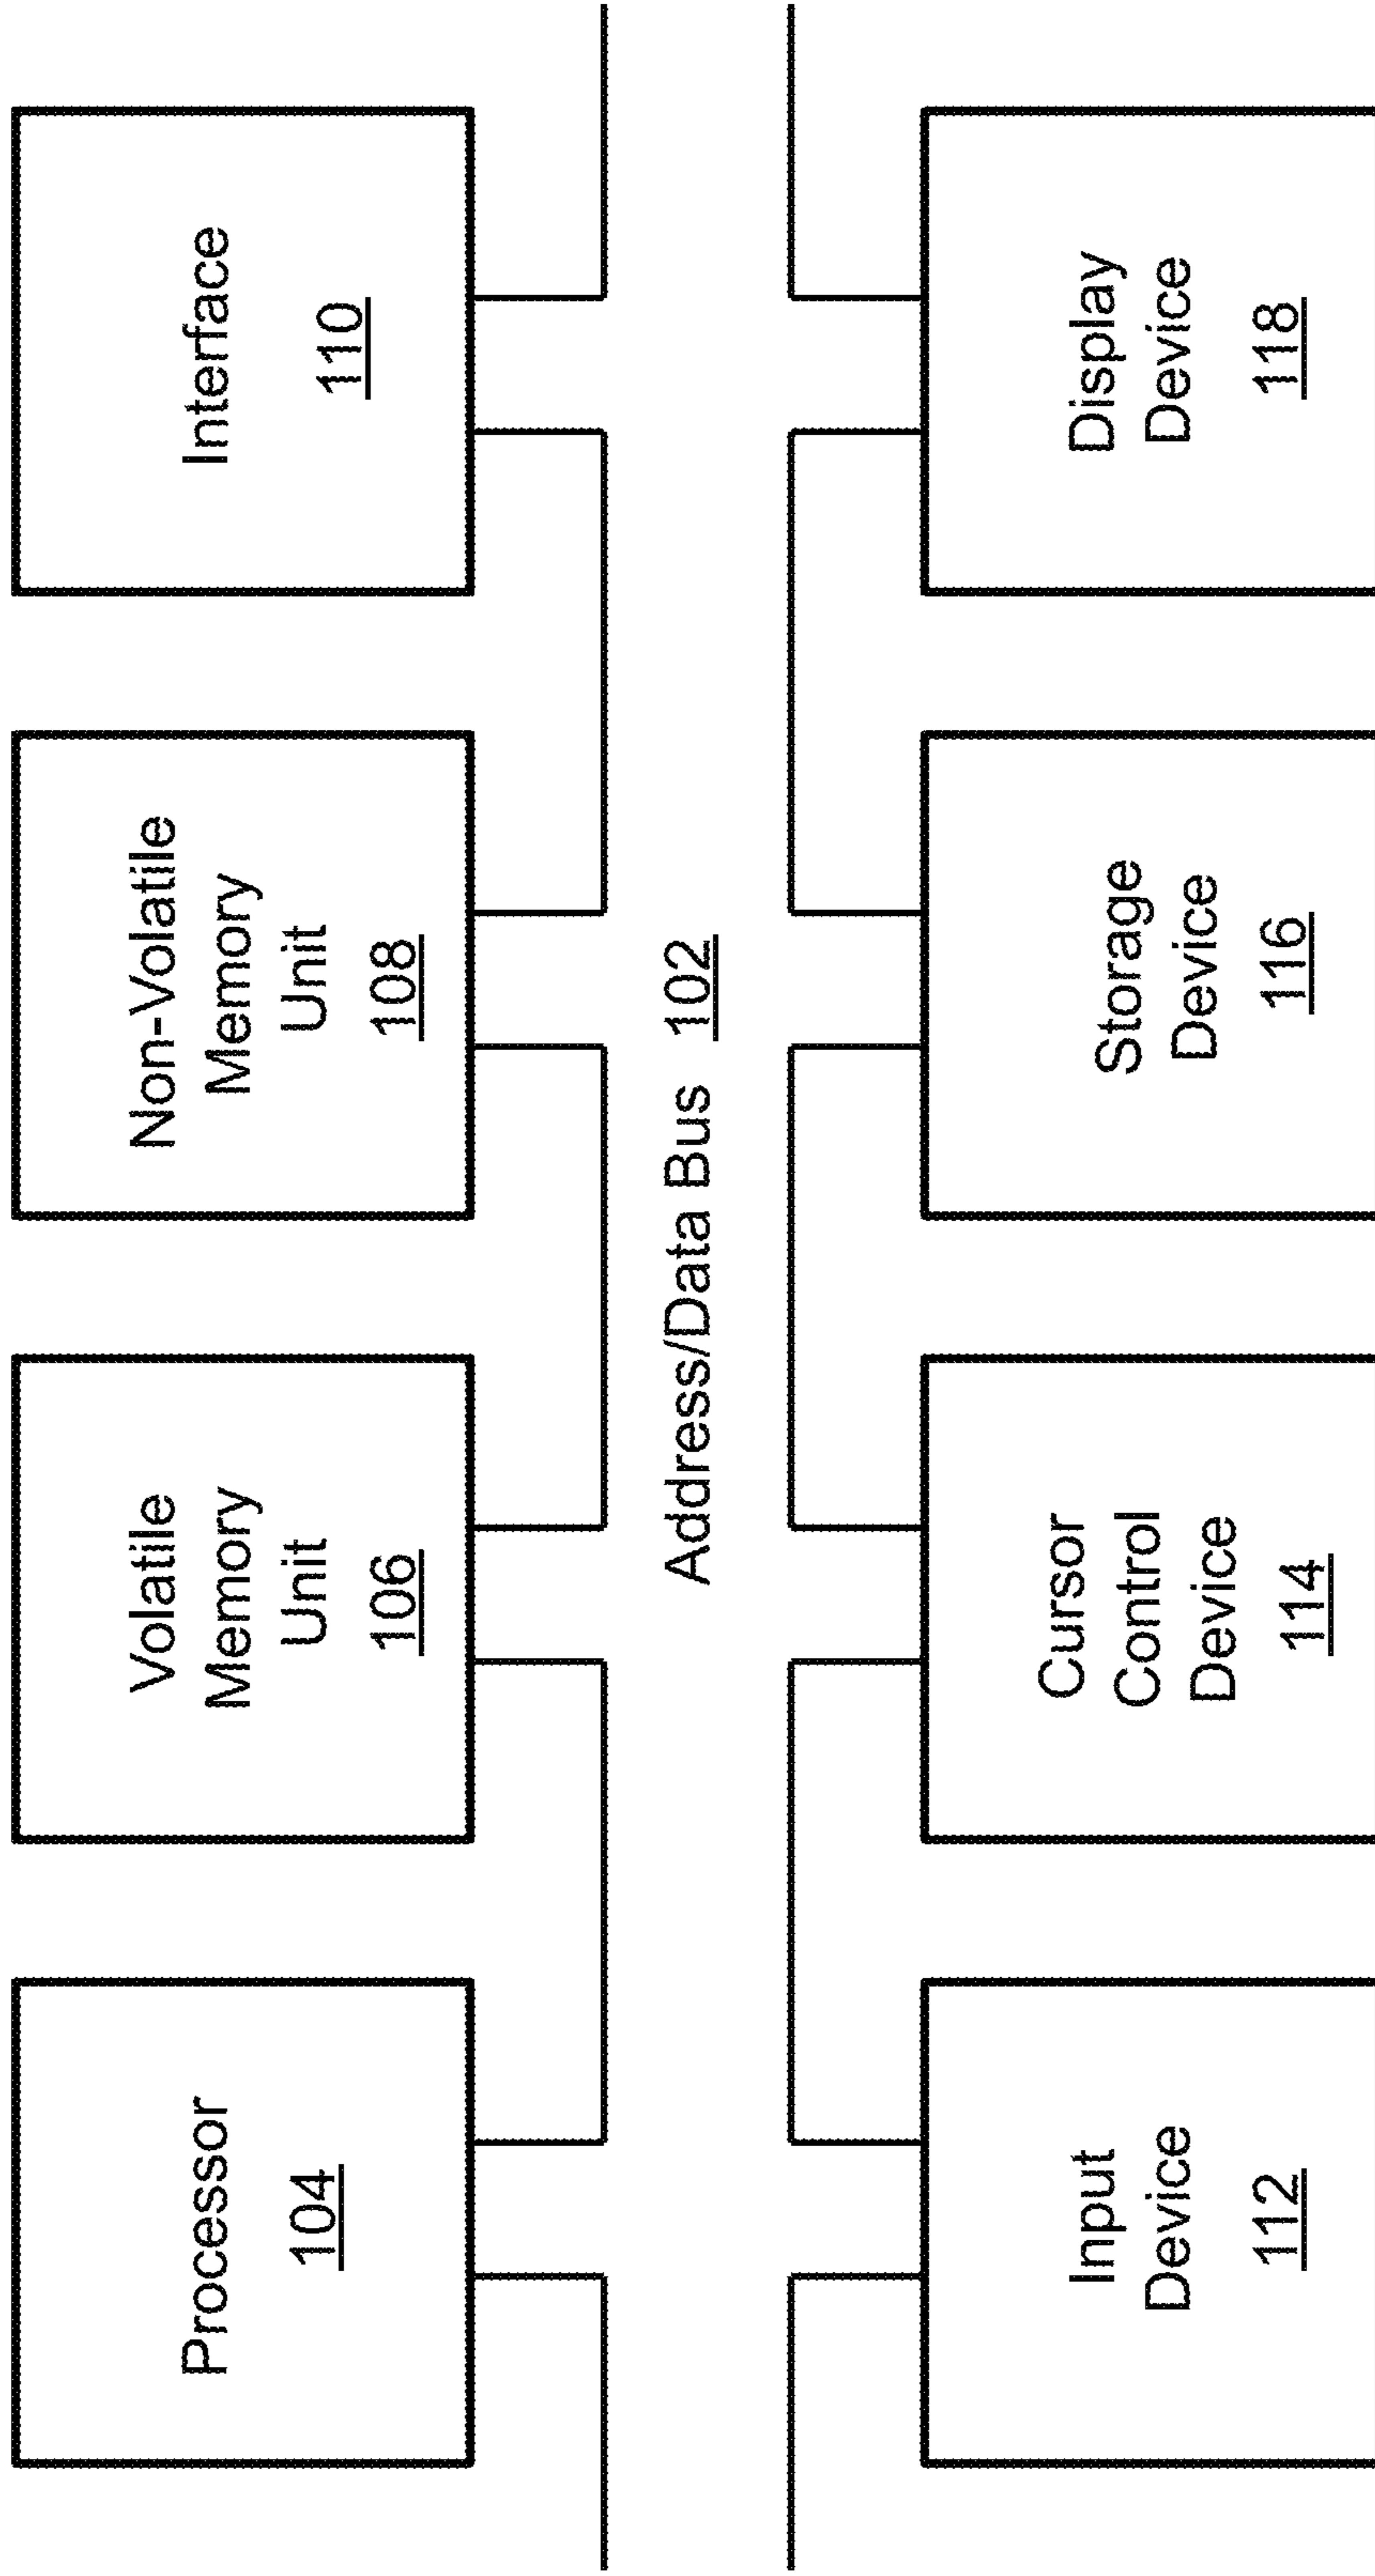 Processor
104
Volatile
Memory
Unit
106
Non-Volatile
Memory
Unit
108
Interface
110
Address/Data Bus 102
Input
Device
112
Cursor
Control
Device
114
Storage
Device
116
Display
Device
118